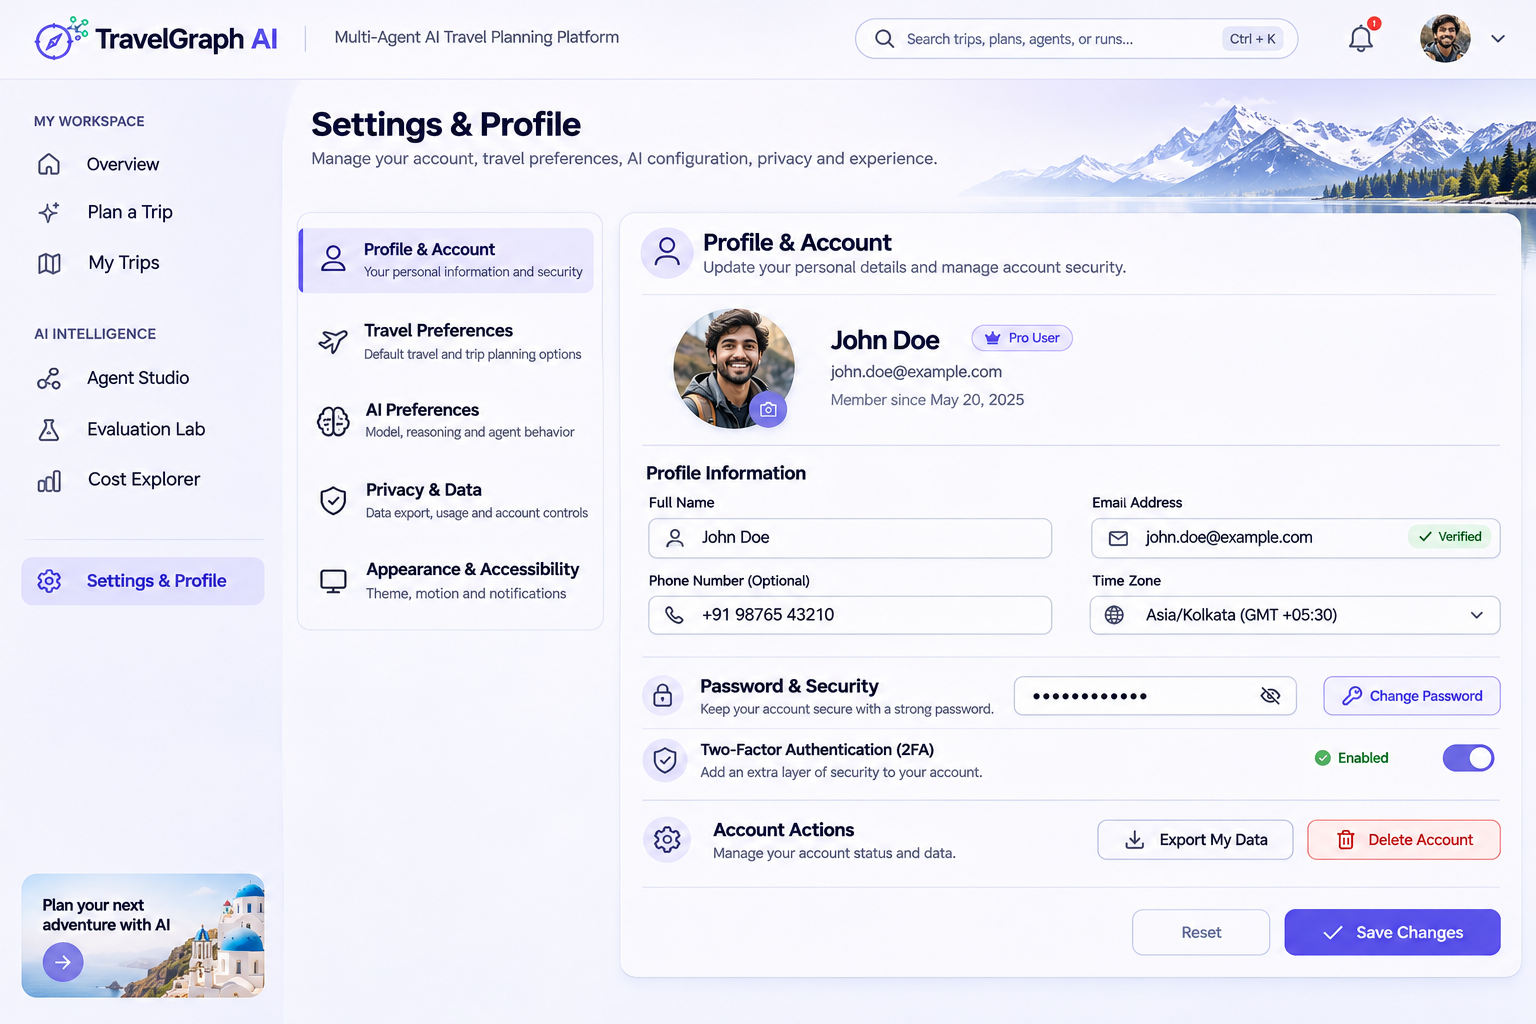 TravelGraph AI
Multi-Agent AI Travel Planning Platform
Search trips, plans, agents, or runs...
Ctrl + K
1
MY WORKSPACE
Overview
Plan a Trip
My Trips
AI INTELLIGENCE
Agent Studio
Evaluation Lab
Cost Explorer
Settings & Profile
Plan your next
adventure with AI
Settings & Profile
Manage your account, travel preferences, AI configuration, privacy and experience.
Profile & Account
Your personal information and security
Travel Preferences
Default travel and trip planning options
AI Preferences
Model, reasoning and agent behavior
Privacy & Data
Data export, usage and account controls
Appearance & Accessibility
Theme, motion and notifications
Profile & Account
Update your personal details and manage account security.
John Doe
Pro User
john.doe@example.com
Member since May 20, 2025
Profile Information
Full Name
John Doe
Email Address
john.doe@example.com
Verified
Phone Number (Optional)
+91 98765 43210
Time Zone
Asia/Kolkata (GMT +05:30)
Password & Security
Keep your account secure with a strong password.
••••••••••••
Change Password
Two-Factor Authentication (2FA)
Add an extra layer of security to your account.
Enabled
Account Actions
Manage your account status and data.
Export My Data
Delete Account
Reset
Save Changes